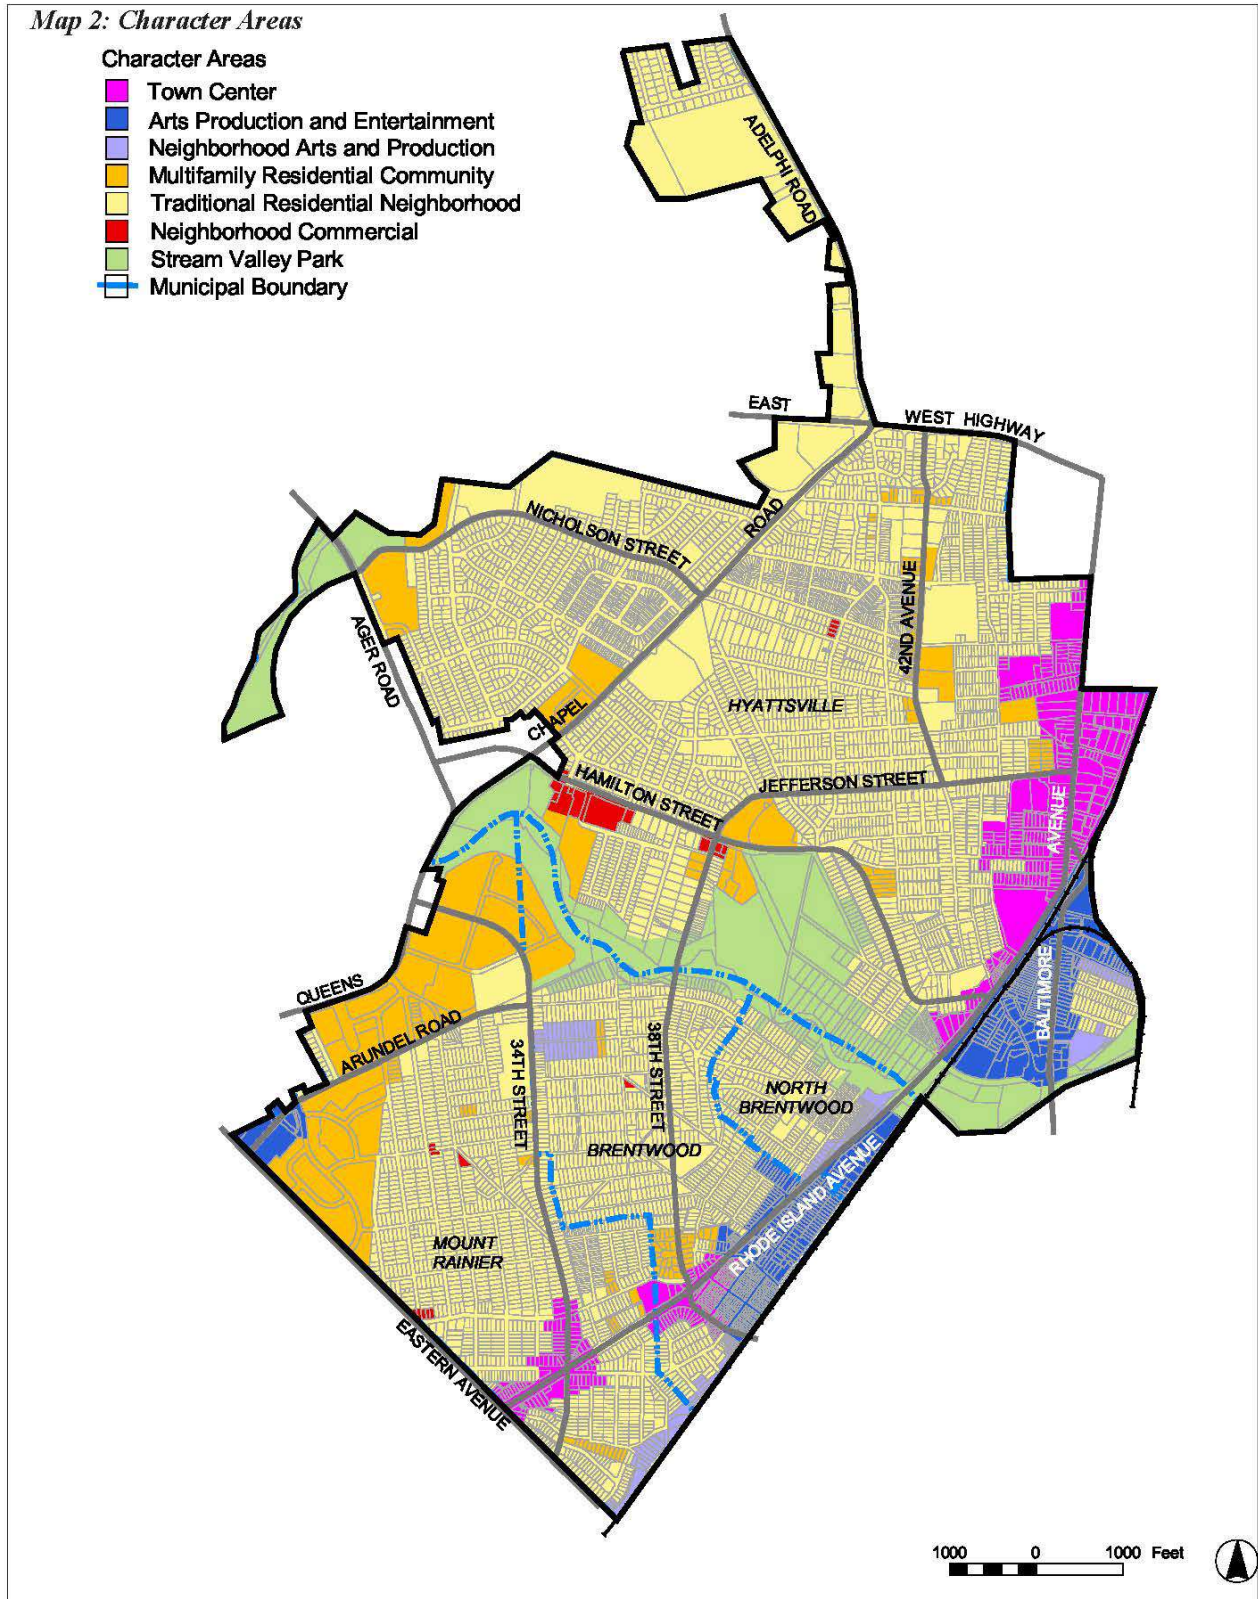 Map 2: Character Areas
Character Areas
Town Center
Arts Production and Entertainment
Neighborhood Arts and Production
Multifamily Residential Community
Traditional Residential Neighborhood
Neighborhood Commercial
Stream Valley Park
Municipal Boundary
ADELPHI ROAD
EAST
WEST HIGHWAY
NICHOLSON STREET
ROAD
42ND AVENUE
AGER ROAD
HYATTSVILLE
CHAPEL
HAMILTON STREET
JEFFERSON STREET
AVENUE
BALTIMORE
QUEENS
ARUNDEL ROAD
34TH STREET
38TH STREET
NORTH
BRENTWOOD
BRENTWOOD
RHODE ISLAND AVENUE
MOUNT
RAINIER
EASTERN AVENUE
1000 0 1000 Feet